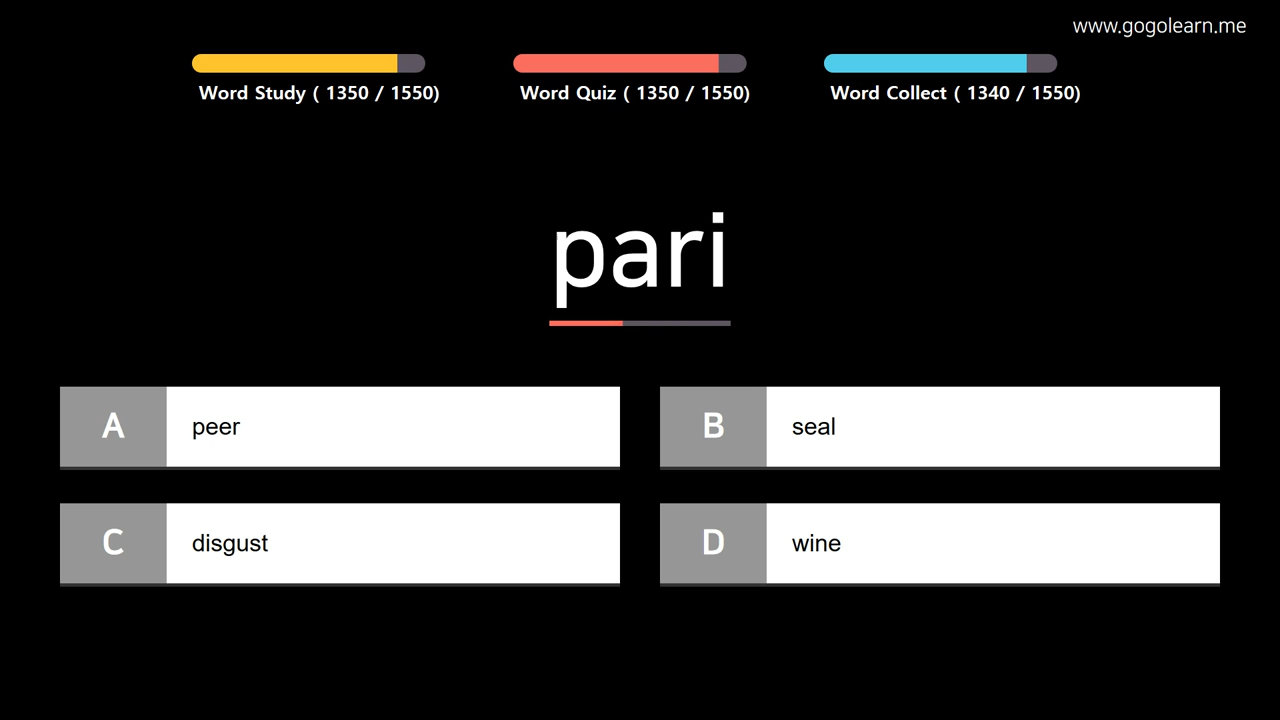 www.gogolearn.me
Word Study ( 1350 / 1550)
Word Quiz ( 1350 / 1550)
Word Collect ( 1340 / 1550)
pari
A peer
B seal
C disgust
D wine